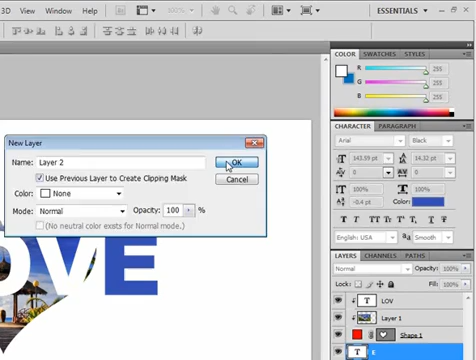 3D View Window Help
ESSENTIALS
COLOR SWATCHES STYLES
R 255
G 255
B 255
CHARACTER PARAGRAPH
Arial Black
143.59 pt 14.32 pt
0
100% 100%
-0.4 pt Color:
T T TT Tr T T T T
English: USA aa Smooth
LAYERS CHANNELS PATHS
Normal Opacity: 100%
Lock: Fill: 100%
T LOV
Layer 1
Shape 1
T E
New Layer
Name: Layer 2 OK
Use Previous Layer to Create Clipping Mask Cancel
Color: None
Mode: Normal Opacity: 100 %
(No neutral color exists for Normal mode.)
OVE